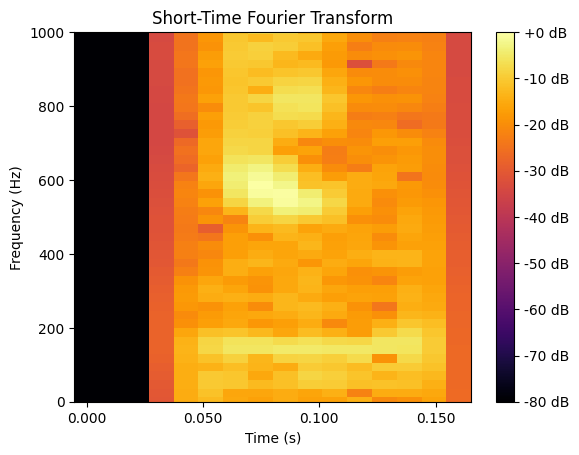 Short-Time Fourier Transform
1000
800
600
400
200
0
Frequency (Hz)
0.000
0.050
0.100
0.150
Time (s)
+0 dB
-10 dB
-20 dB
-30 dB
-40 dB
-50 dB
-60 dB
-70 dB
-80 dB